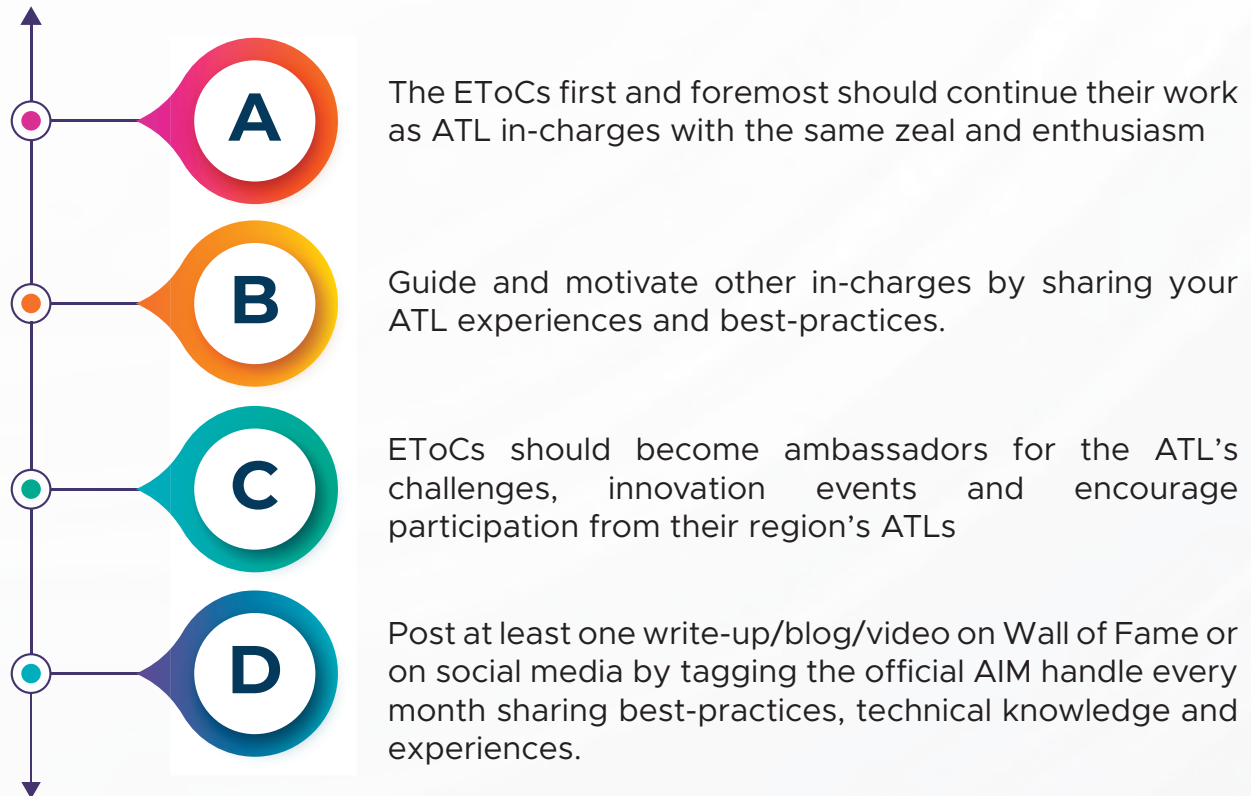 A
The EToCs first and foremost should continue their work
as ATL in-charges with the same zeal and enthusiasm
B
Guide and motivate other in-charges by sharing your
ATL experiences and best-practices.
C
EToCs should become ambassadors for the ATL’s
challenges, innovation events and encourage
participation from their region’s ATLs
D
Post at least one write-up/blog/video on Wall of Fame or
on social media by tagging the official AIM handle every
month sharing best-practices, technical knowledge and
experiences.